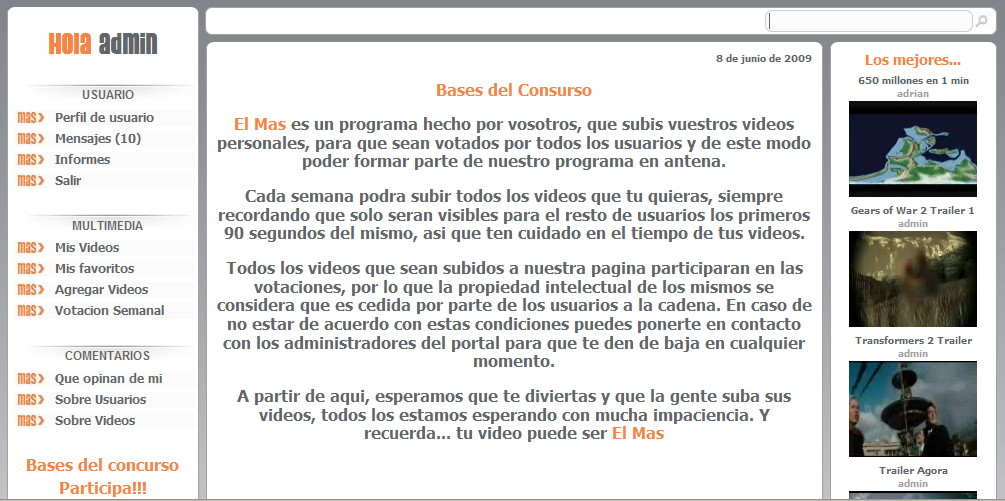 Hola admin
USUARIO
mas> Perfil de usuario
mas> Mensajes (10)
mas> Informes
mas> Salir
MULTIMEDIA
mas> Mis Videos
mas> Mis favoritos
mas> Agregar Videos
mas> Votacion Semanal
COMENTARIOS
mas> Que opinan de mi
mas> Sobre Usuarios
mas> Sobre Videos
Bases del concurso
Participa!!!
8 de junio de 2009
Bases del Consurso
El Mas es un programa hecho por vosotros, que subis vuestros videos
personales, para que sean votados por todos los usuarios y de este modo
poder formar parte de nuestro programa en antena.
Cada semana podra subir todos los videos que tu quieras, siempre
recordando que solo seran visibles para el resto de usuarios los primeros
90 segundos del mismo, asi que ten cuidado en el tiempo de tus videos.
Todos los videos que sean subidos a nuestra pagina participaran en las
votaciones, por lo que la propiedad intelectual de los mismos se
considera que es cedida por parte de los usuarios a la cadena. En caso de
no estar de acuerdo con estas condiciones puedes ponerte en contacto
con los administradores del portal para que te den de baja en cualquier
momento.
A partir de aqui, esperamos que te diviertas y que la gente suba sus
videos, todos los estamos esperando con mucha impaciencia. Y
recuerda... tu video puede ser El Mas
Los mejores...
650 millones en 1 min
adrian
Gears of War 2 Trailer 1
admin
Transformers 2 Trailer
admin
Trailer Agora
admin